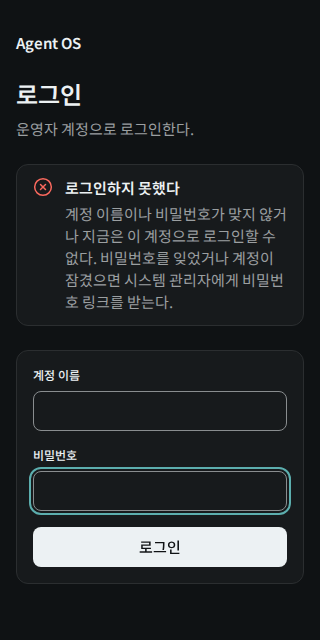 Agent OS
로그인
운영자 계정으로 로그인한다.
로그인하지 못했다
계정 이름이나 비밀번호가 맞지 않거
나 지금은 이 계정으로 로그인할 수
없다. 비밀번호를 잊었거나 계정이
잠겼으면 시스템 관리자에게 비밀번
호 링크를 받는다.
계정 이름
비밀번호
로그인